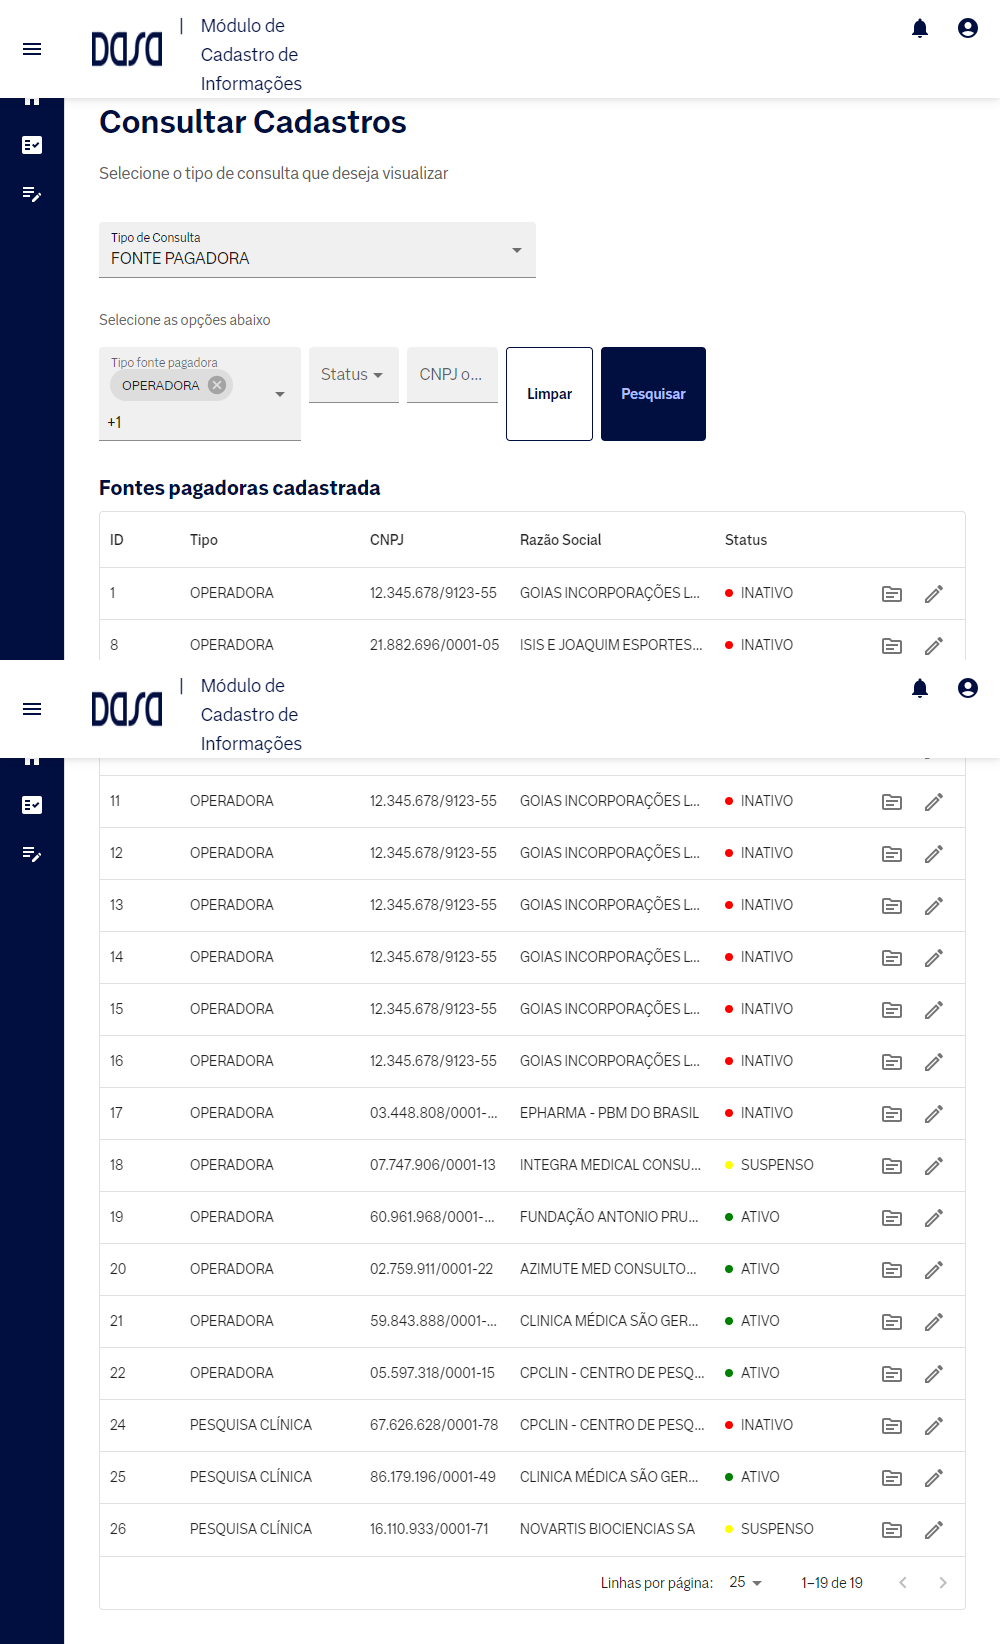 Dasa | Módulo de
Cadastro de
Informações
Consultar Cadastros
Selecione o tipo de consulta que deseja visualizar
Tipo de Consulta
FONTE PAGADORA
Selecione as opções abaixo
Tipo fonte pagadora
OPERADORA
+1
Status
CNPJ o...
Limpar
Pesquisar
Fontes pagadoras cadastrada
ID Tipo CNPJ Razão Social Status
1 OPERADORA 12.345.678/9123-55 GOIAS INCORPORAÇÕES L... INATIVO
8 OPERADORA 21.882.696/0001-05 ISIS E JOAQUIM ESPORTES... INATIVO
Dasa | Módulo de
Cadastro de
Informações
11 OPERADORA 12.345.678/9123-55 GOIAS INCORPORAÇÕES L... INATIVO
12 OPERADORA 12.345.678/9123-55 GOIAS INCORPORAÇÕES L... INATIVO
13 OPERADORA 12.345.678/9123-55 GOIAS INCORPORAÇÕES L... INATIVO
14 OPERADORA 12.345.678/9123-55 GOIAS INCORPORAÇÕES L... INATIVO
15 OPERADORA 12.345.678/9123-55 GOIAS INCORPORAÇÕES L... INATIVO
16 OPERADORA 12.345.678/9123-55 GOIAS INCORPORAÇÕES L... INATIVO
17 OPERADORA 03.448.808/0001-... EPHARMA - PBM DO BRASIL INATIVO
18 OPERADORA 07.747.906/0001-13 INTEGRA MEDICAL CONSU... SUSPENSO
19 OPERADORA 60.961.968/0001-... FUNDAÇÃO ANTONIO PRU... ATIVO
20 OPERADORA 02.759.911/0001-22 AZIMUTE MED CONSULTO... ATIVO
21 OPERADORA 59.843.888/0001-... CLINICA MÉDICA SÃO GER... ATIVO
22 OPERADORA 05.597.318/0001-15 CPCLIN - CENTRO DE PESQ... ATIVO
24 PESQUISA CLÍNICA 67.626.628/0001-78 CPCLIN - CENTRO DE PESQ... INATIVO
25 PESQUISA CLÍNICA 86.179.196/0001-49 CLINICA MÉDICA SÃO GER... ATIVO
26 PESQUISA CLÍNICA 16.110.933/0001-71 NOVARTIS BIOCIENCIAS SA SUSPENSO
Linhas por página: 25 1–19 de 19